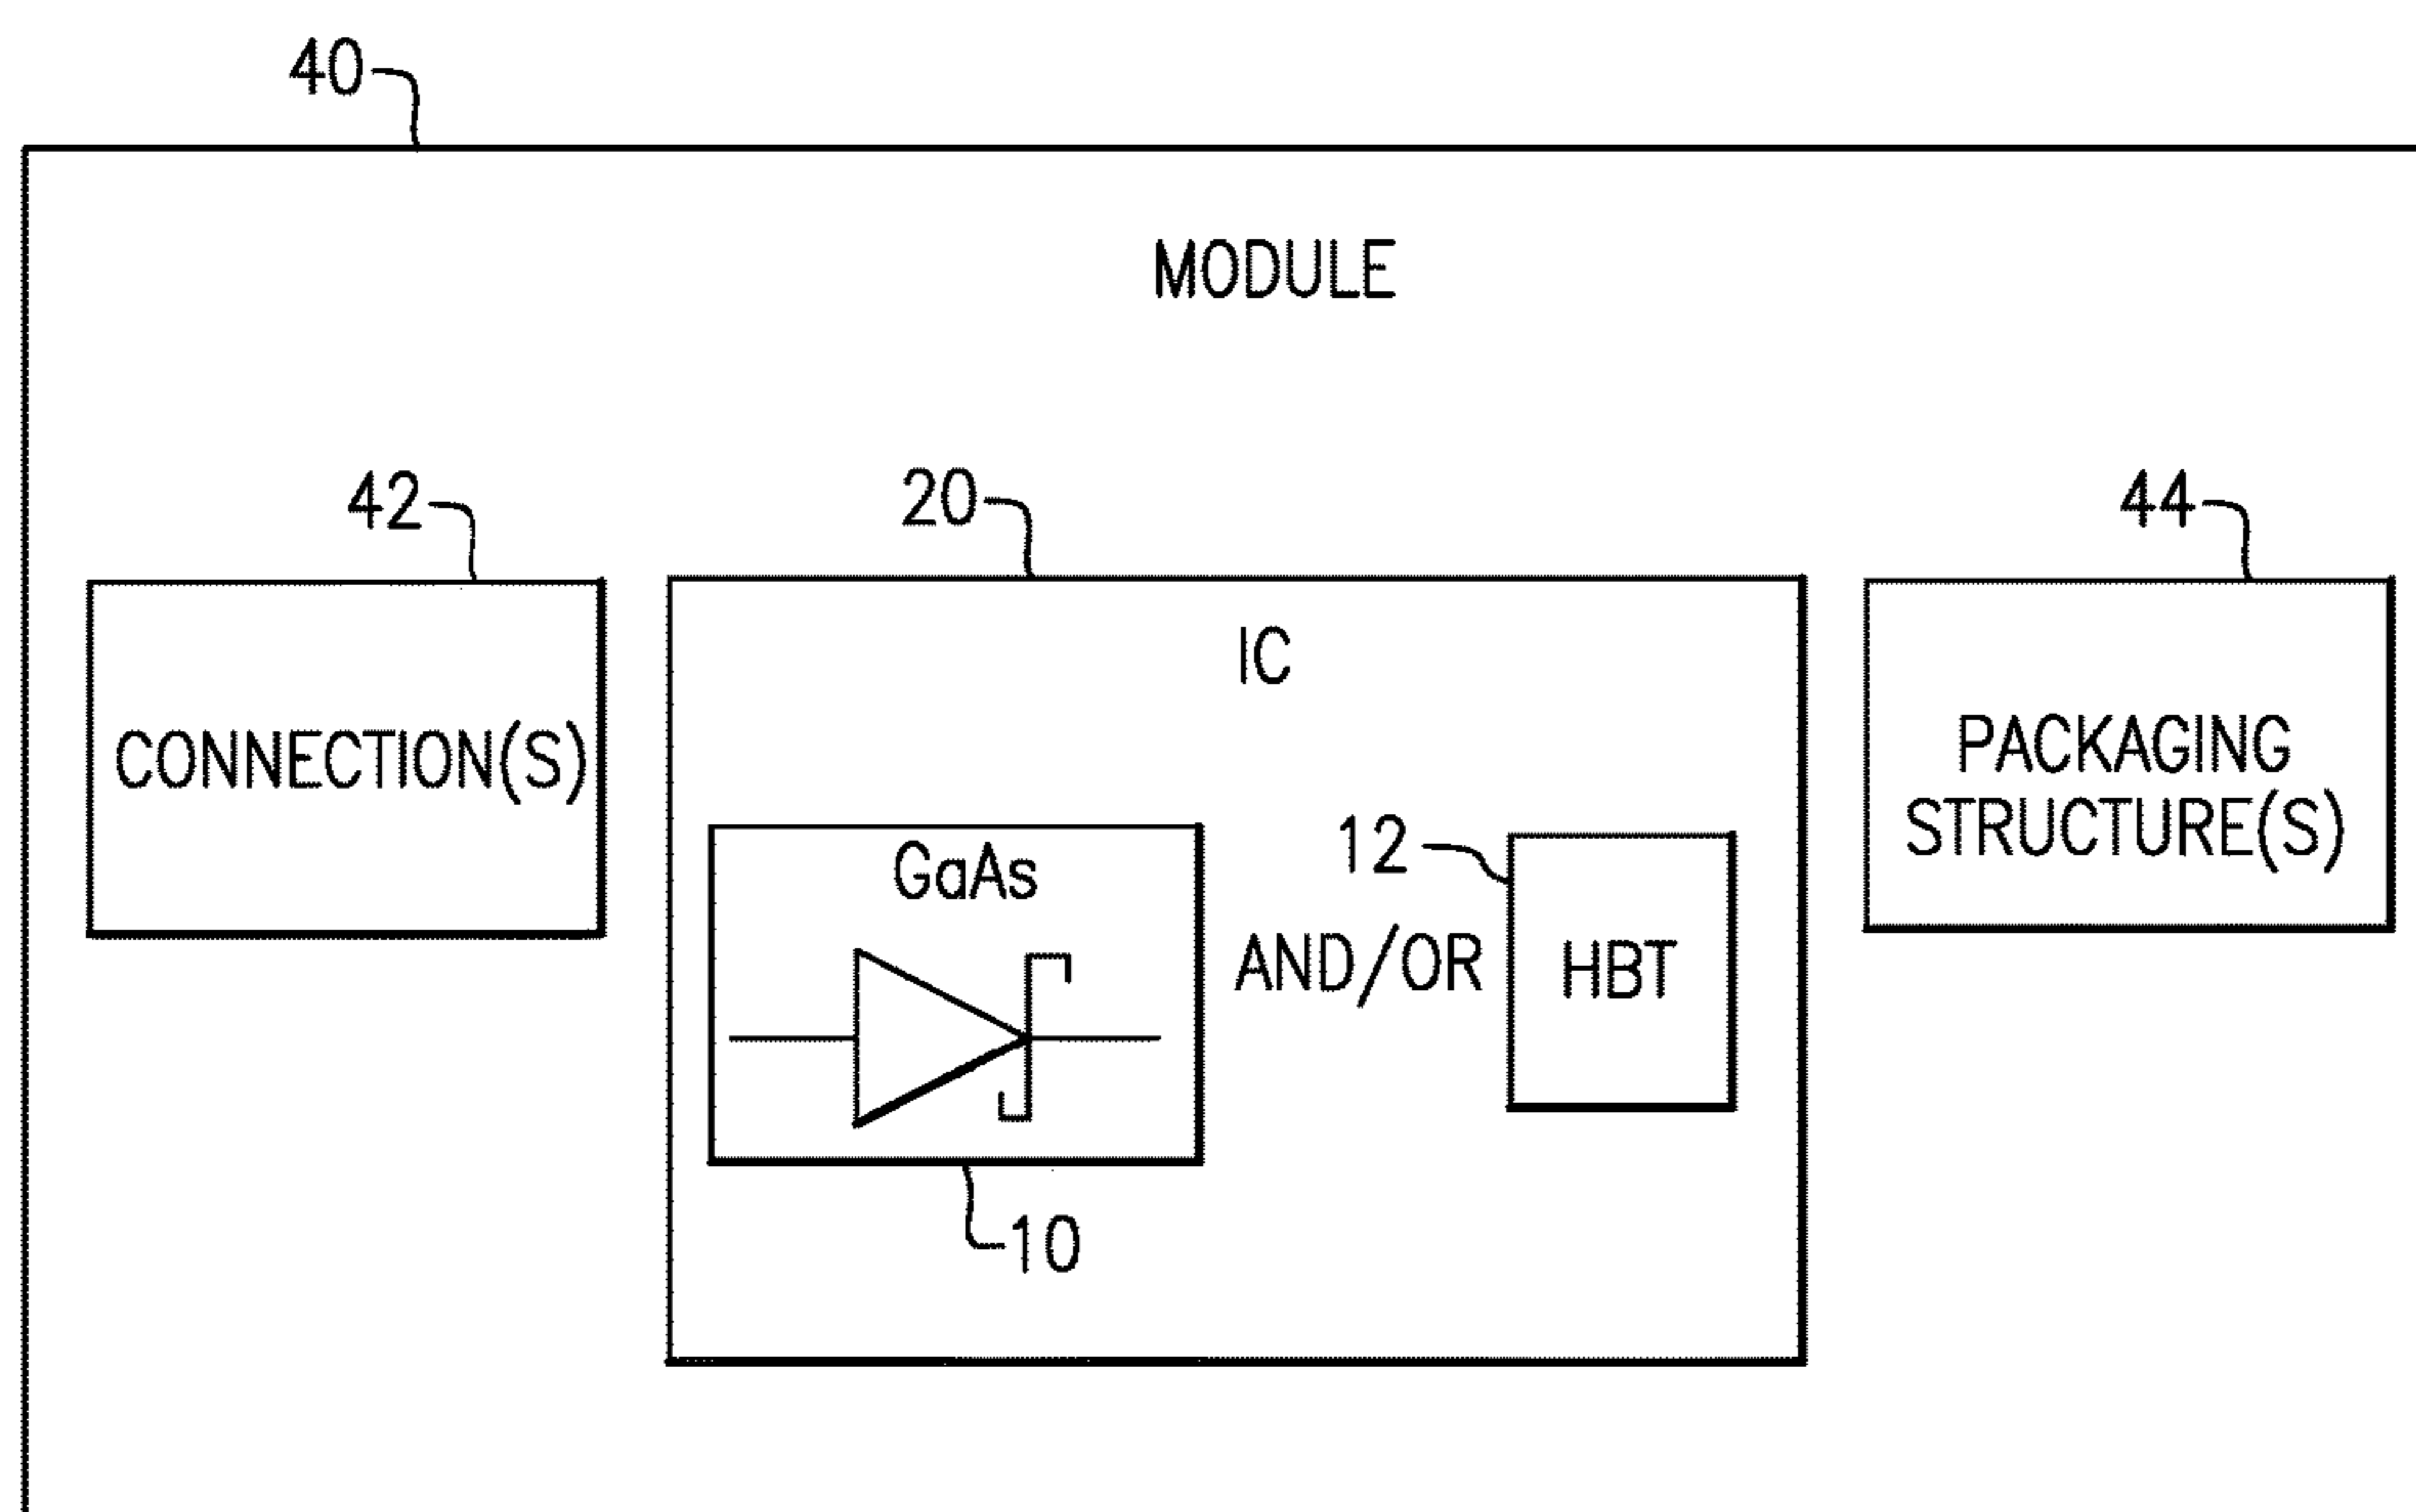 40
MODULE
42
20
44
CONNECTION(S)
IC
PACKAGING
STRUCTURE(S)
GaAs
12
AND/OR
HBT
10